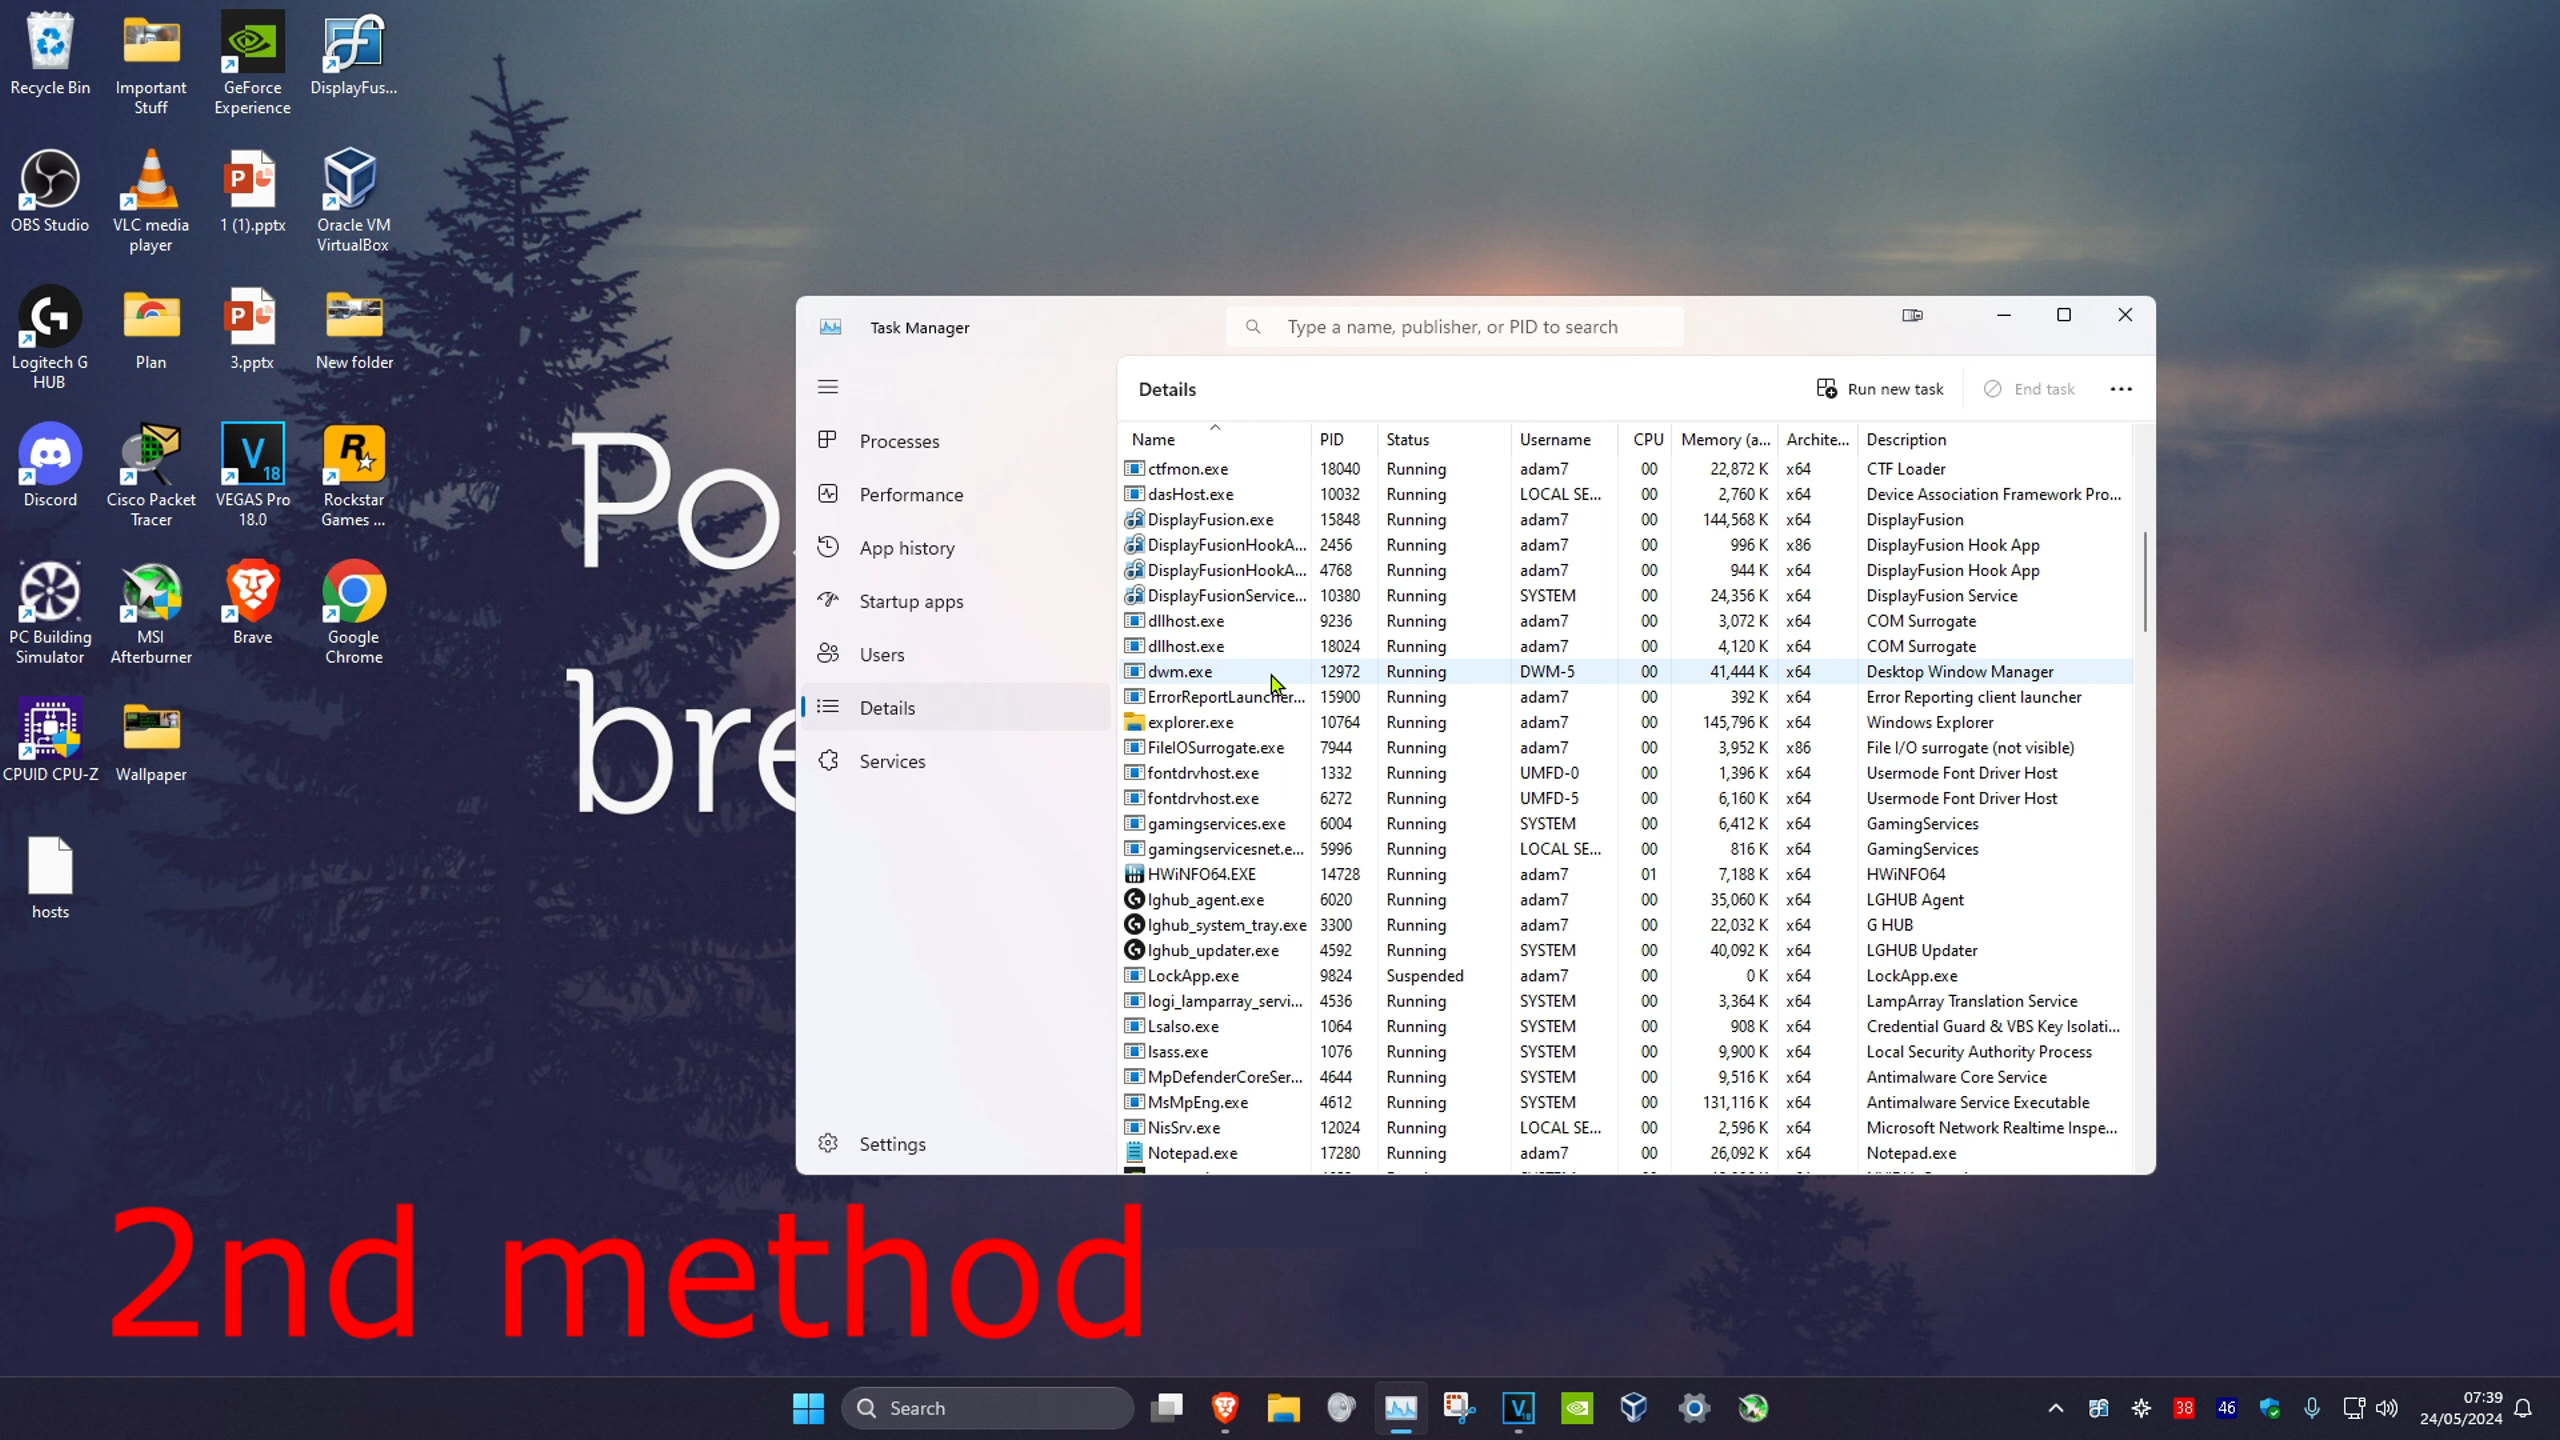 Recycle Bin
Important Stuff
GeForce Experience
DisplayFus...
OBS Studio
VLC media player
1 (1).pptx
Oracle VM VirtualBox
Logitech G HUB
Plan
3.pptx
New folder
Discord
Cisco Packet Tracer
VEGAS Pro 18.0
Rockstar Games ...
PC Building Simulator
MSI Afterburner
Brave
Google Chrome
CPUID CPU-Z
Wallpaper
hosts
Po
bre
Task Manager
Type a name, publisher, or PID to search
Processes
Performance
App history
Startup apps
Users
Details
Services
Settings
Details
Run new task
End task
Name PID Status Username CPU Memory (a... Archite... Description
ctfmon.exe 18040 Running adam7 00 22,872 K x64 CTF Loader
dasHost.exe 10032 Running LOCAL SE... 00 2,760 K x64 Device Association Framework Pro...
DisplayFusion.exe 15848 Running adam7 00 144,568 K x64 DisplayFusion
DisplayFusionHookA... 2456 Running adam7 00 996 K x86 DisplayFusion Hook App
DisplayFusionHookA... 4768 Running adam7 00 944 K x64 DisplayFusion Hook App
DisplayFusionService... 10380 Running SYSTEM 00 24,356 K x64 DisplayFusion Service
dllhost.exe 9236 Running adam7 00 3,072 K x64 COM Surrogate
dllhost.exe 18024 Running adam7 00 4,120 K x64 COM Surrogate
dwm.exe 12972 Running DWM-5 00 41,444 K x64 Desktop Window Manager
ErrorReportLauncher... 15900 Running adam7 00 392 K x64 Error Reporting client launcher
explorer.exe 10764 Running adam7 00 145,796 K x64 Windows Explorer
FileIOSurrogate.exe 7944 Running adam7 00 3,952 K x86 File I/O surrogate (not visible)
fontdrvhost.exe 1332 Running UMFD-0 00 1,396 K x64 Usermode Font Driver Host
fontdrvhost.exe 6272 Running UMFD-5 00 6,160 K x64 Usermode Font Driver Host
gamingservices.exe 6004 Running SYSTEM 00 6,412 K x64 GamingServices
gamingservicesnet.e... 5996 Running LOCAL SE... 00 816 K x64 GamingServices
HWiNFO64.EXE 14728 Running adam7 01 7,188 K x64 HWiNFO64
lghub_agent.exe 6020 Running adam7 00 35,060 K x64 LGHUB Agent
lghub_system_tray.exe 3300 Running adam7 00 22,032 K x64 G HUB
lghub_updater.exe 4592 Running SYSTEM 00 40,092 K x64 LGHUB Updater
LockApp.exe 9824 Suspended adam7 00 0 K x64 LockApp.exe
logi_lamparray_servi... 4536 Running SYSTEM 00 3,364 K x64 LampArray Translation Service
LsaIso.exe 1064 Running SYSTEM 00 908 K x64 Credential Guard & VBS Key Isolati...
lsass.exe 1076 Running SYSTEM 00 9,900 K x64 Local Security Authority Process
MpDefenderCoreSer... 4644 Running SYSTEM 00 9,516 K x64 Antimalware Core Service
MsMpEng.exe 4612 Running SYSTEM 00 131,116 K x64 Antimalware Service Executable
NisSrv.exe 12024 Running LOCAL SE... 00 2,596 K x64 Microsoft Network Realtime Inspe...
Notepad.exe 17280 Running adam7 00 26,092 K x64 Notepad.exe
2nd method
Search
38
46
07:39
24/05/2024